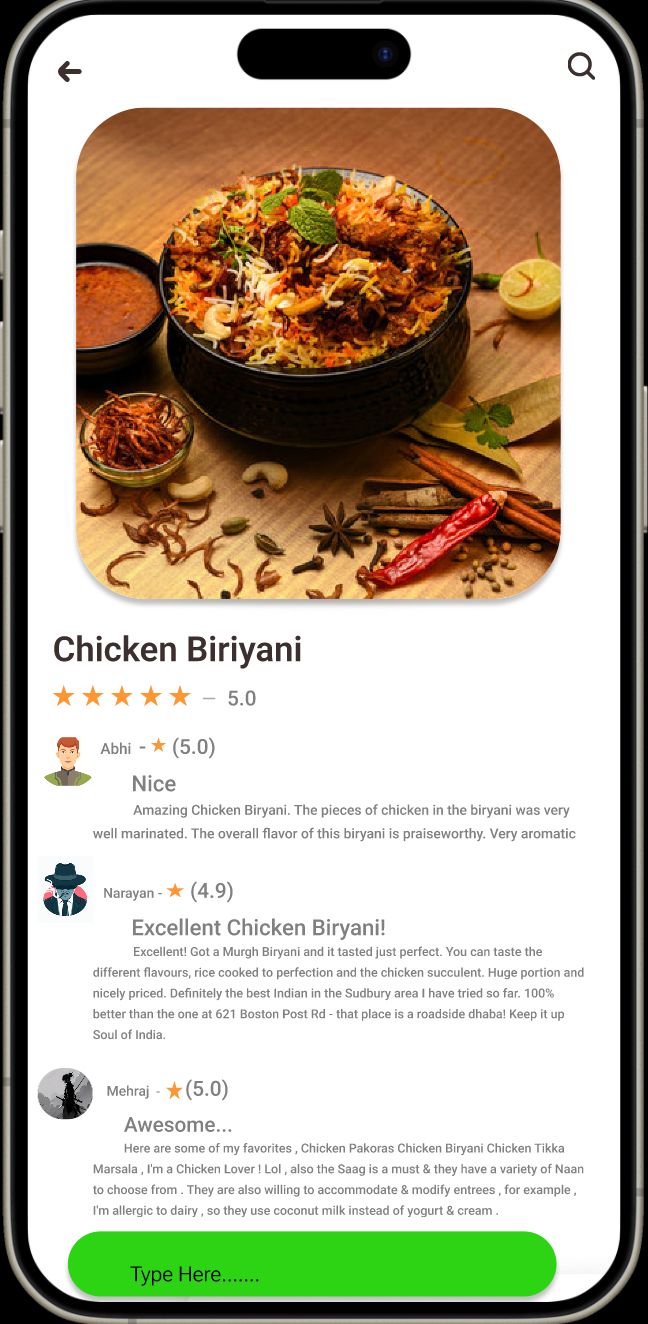 Chicken Biriyani
— 5.0
Abhi - (5.0)
Nice
Amazing Chicken Biryani. The pieces of chicken in the biryani was very
well marinated. The overall flavor of this biryani is praiseworthy. Very aromatic
Narayan - (4.9)
Excellent Chicken Biryani!
Excellent! Got a Murgh Biryani and it tasted just perfect. You can taste the
different flavours, rice cooked to perfection and the chicken succulent. Huge portion and
nicely priced. Definitely the best Indian in the Sudbury area I have tried so far. 100%
better than the one at 621 Boston Post Rd - that place is a roadside dhaba! Keep it up
Soul of India.
Mehraj - (5.0)
Awesome...
Here are some of my favorites , Chicken Pakoras Chicken Biryani Chicken Tikka
Marsala , I'm a Chicken Lover ! Lol , also the Saag is a must & they have a variety of Naan
to choose from . They are also willing to accommodate & modify entrees , for example ,
I'm allergic to dairy , so they use coconut milk instead of yogurt & cream .
Type Here.......